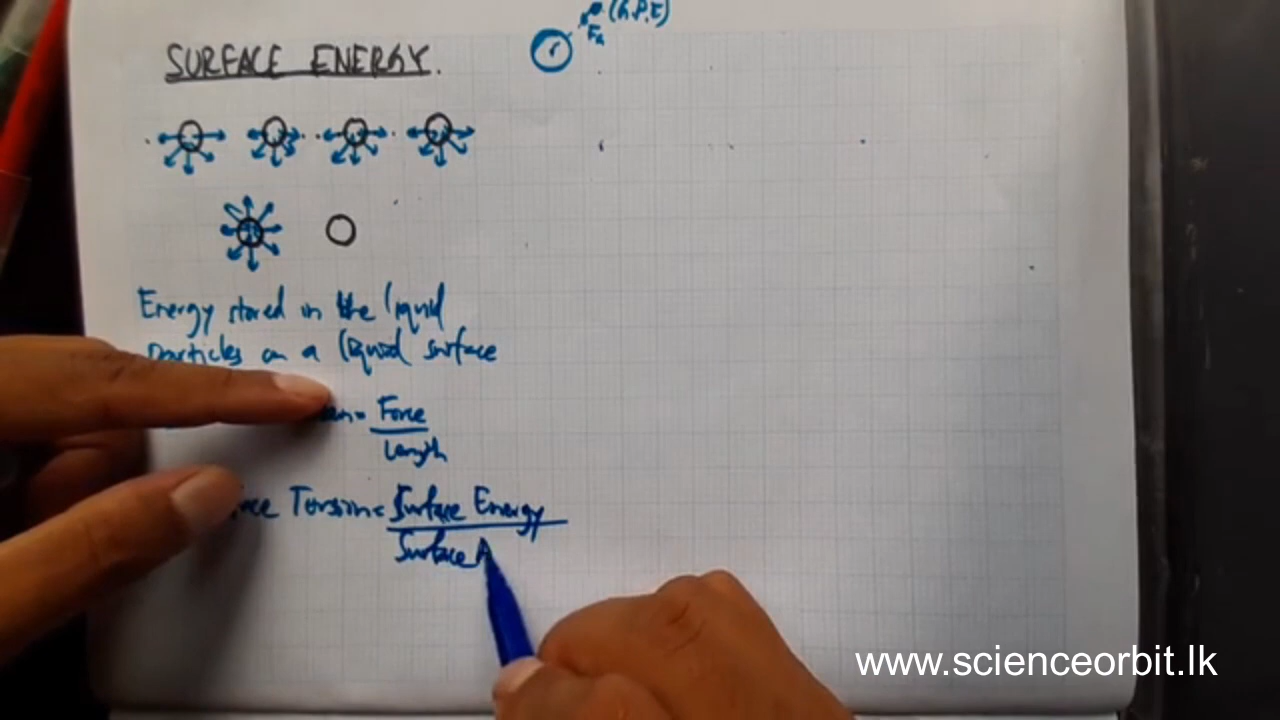 (G.P.E)
SURFACE ENERGY.
Energy stored in the liquid
particles on a liquid surface
= Force
Length
Tension = Surface Energy
Surface A
www.scienceorbit.lk